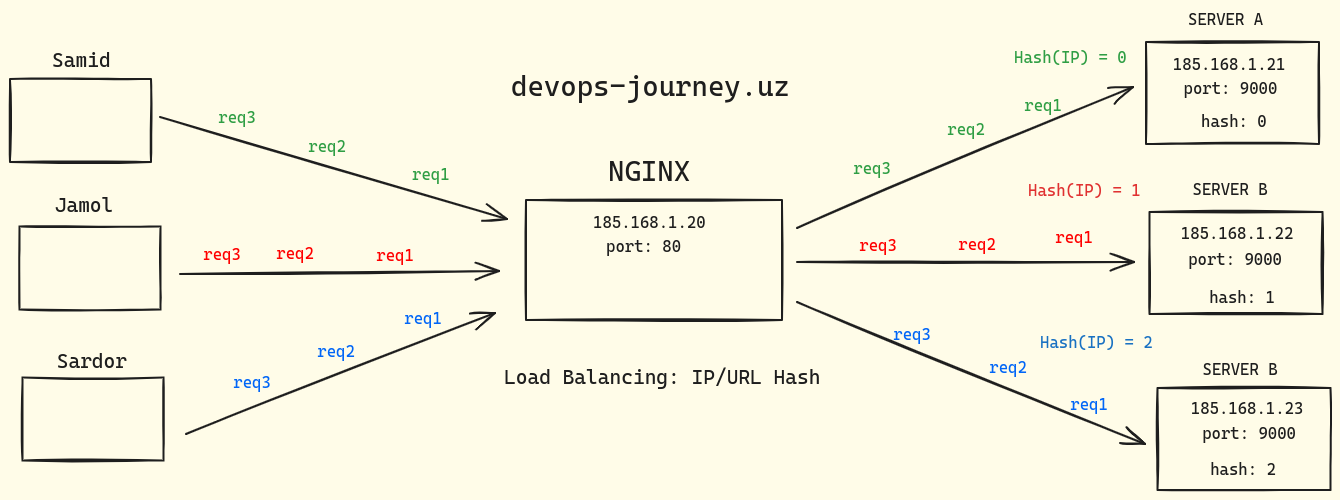 Samid
req3
req2
req1
Jamol
req3
req2
req1
Sardor
req1
req2
req3
devops-journey.uz
NGINX
185.168.1.20
port: 80
Load Balancing: IP/URL Hash
Hash(IP) = 0
req1
req2
req3
SERVER A
185.168.1.21
port: 9000
hash: 0
Hash(IP) = 1
req3
req2
req1
SERVER B
185.168.1.22
port: 9000
hash: 1
Hash(IP) = 2
req3
req2
req1
SERVER B
185.168.1.23
port: 9000
hash: 2